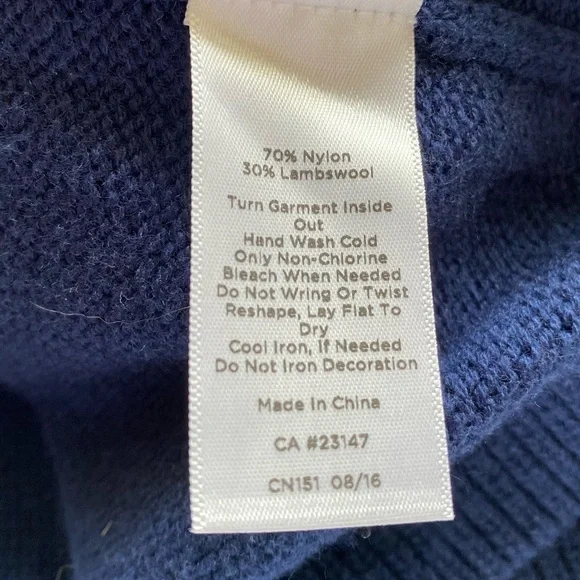 70% Nylon
30% Lambswool
Turn Garment Inside
Out
Hand Wash Cold
Only Non-Chlorine
Bleach When Needed
Do Not Wring Or Twist
Reshape, Lay Flat To
Dry
Cool Iron, If Needed
Do Not Iron Decoration
Made In China
CA #23147
CN151 08/16